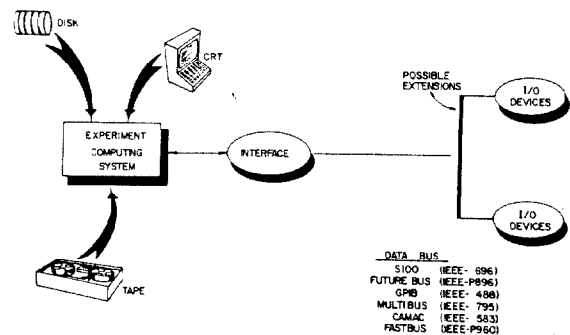 DISK
CRT
POSSIBLE
EXTENSIONS
I/O
DEVICES
EXPERIMENT
COMPUTING
SYSTEM
INTERFACE
I/O
DEVICES
TAPE
DATA BUS
S100 (IEEE- 696)
FUTURE BUS (IEEE-P896)
GPIB (IEEE- 488)
MULTIBUS (IEEE- 795)
CAMAC (IEEE- 583)
FASTBUS (IEEE-P960)